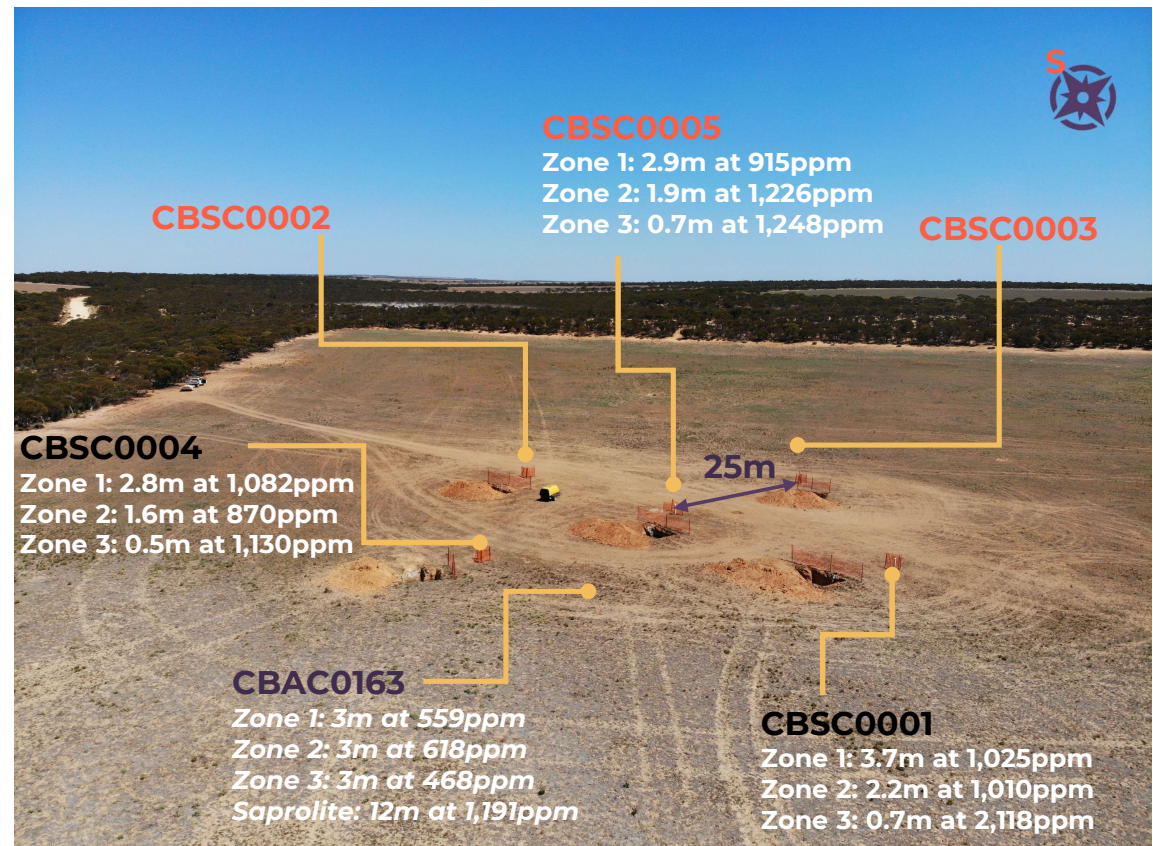 S
CBSC0005
Zone 1: 2.9m at 915ppm
Zone 2: 1.9m at 1,226ppm
Zone 3: 0.7m at 1,248ppm
CBSC0002
CBSC0003
CBSC0004
Zone 1: 2.8m at 1,082ppm
Zone 2: 1.6m at 870ppm
Zone 3: 0.5m at 1,130ppm
25m
CBAC0163
Zone 1: 3m at 559ppm
Zone 2: 3m at 618ppm
Zone 3: 3m at 468ppm
Saprolite: 12m at 1,191ppm
CBSC0001
Zone 1: 3.7m at 1,025ppm
Zone 2: 2.2m at 1,010ppm
Zone 3: 0.7m at 2,118ppm